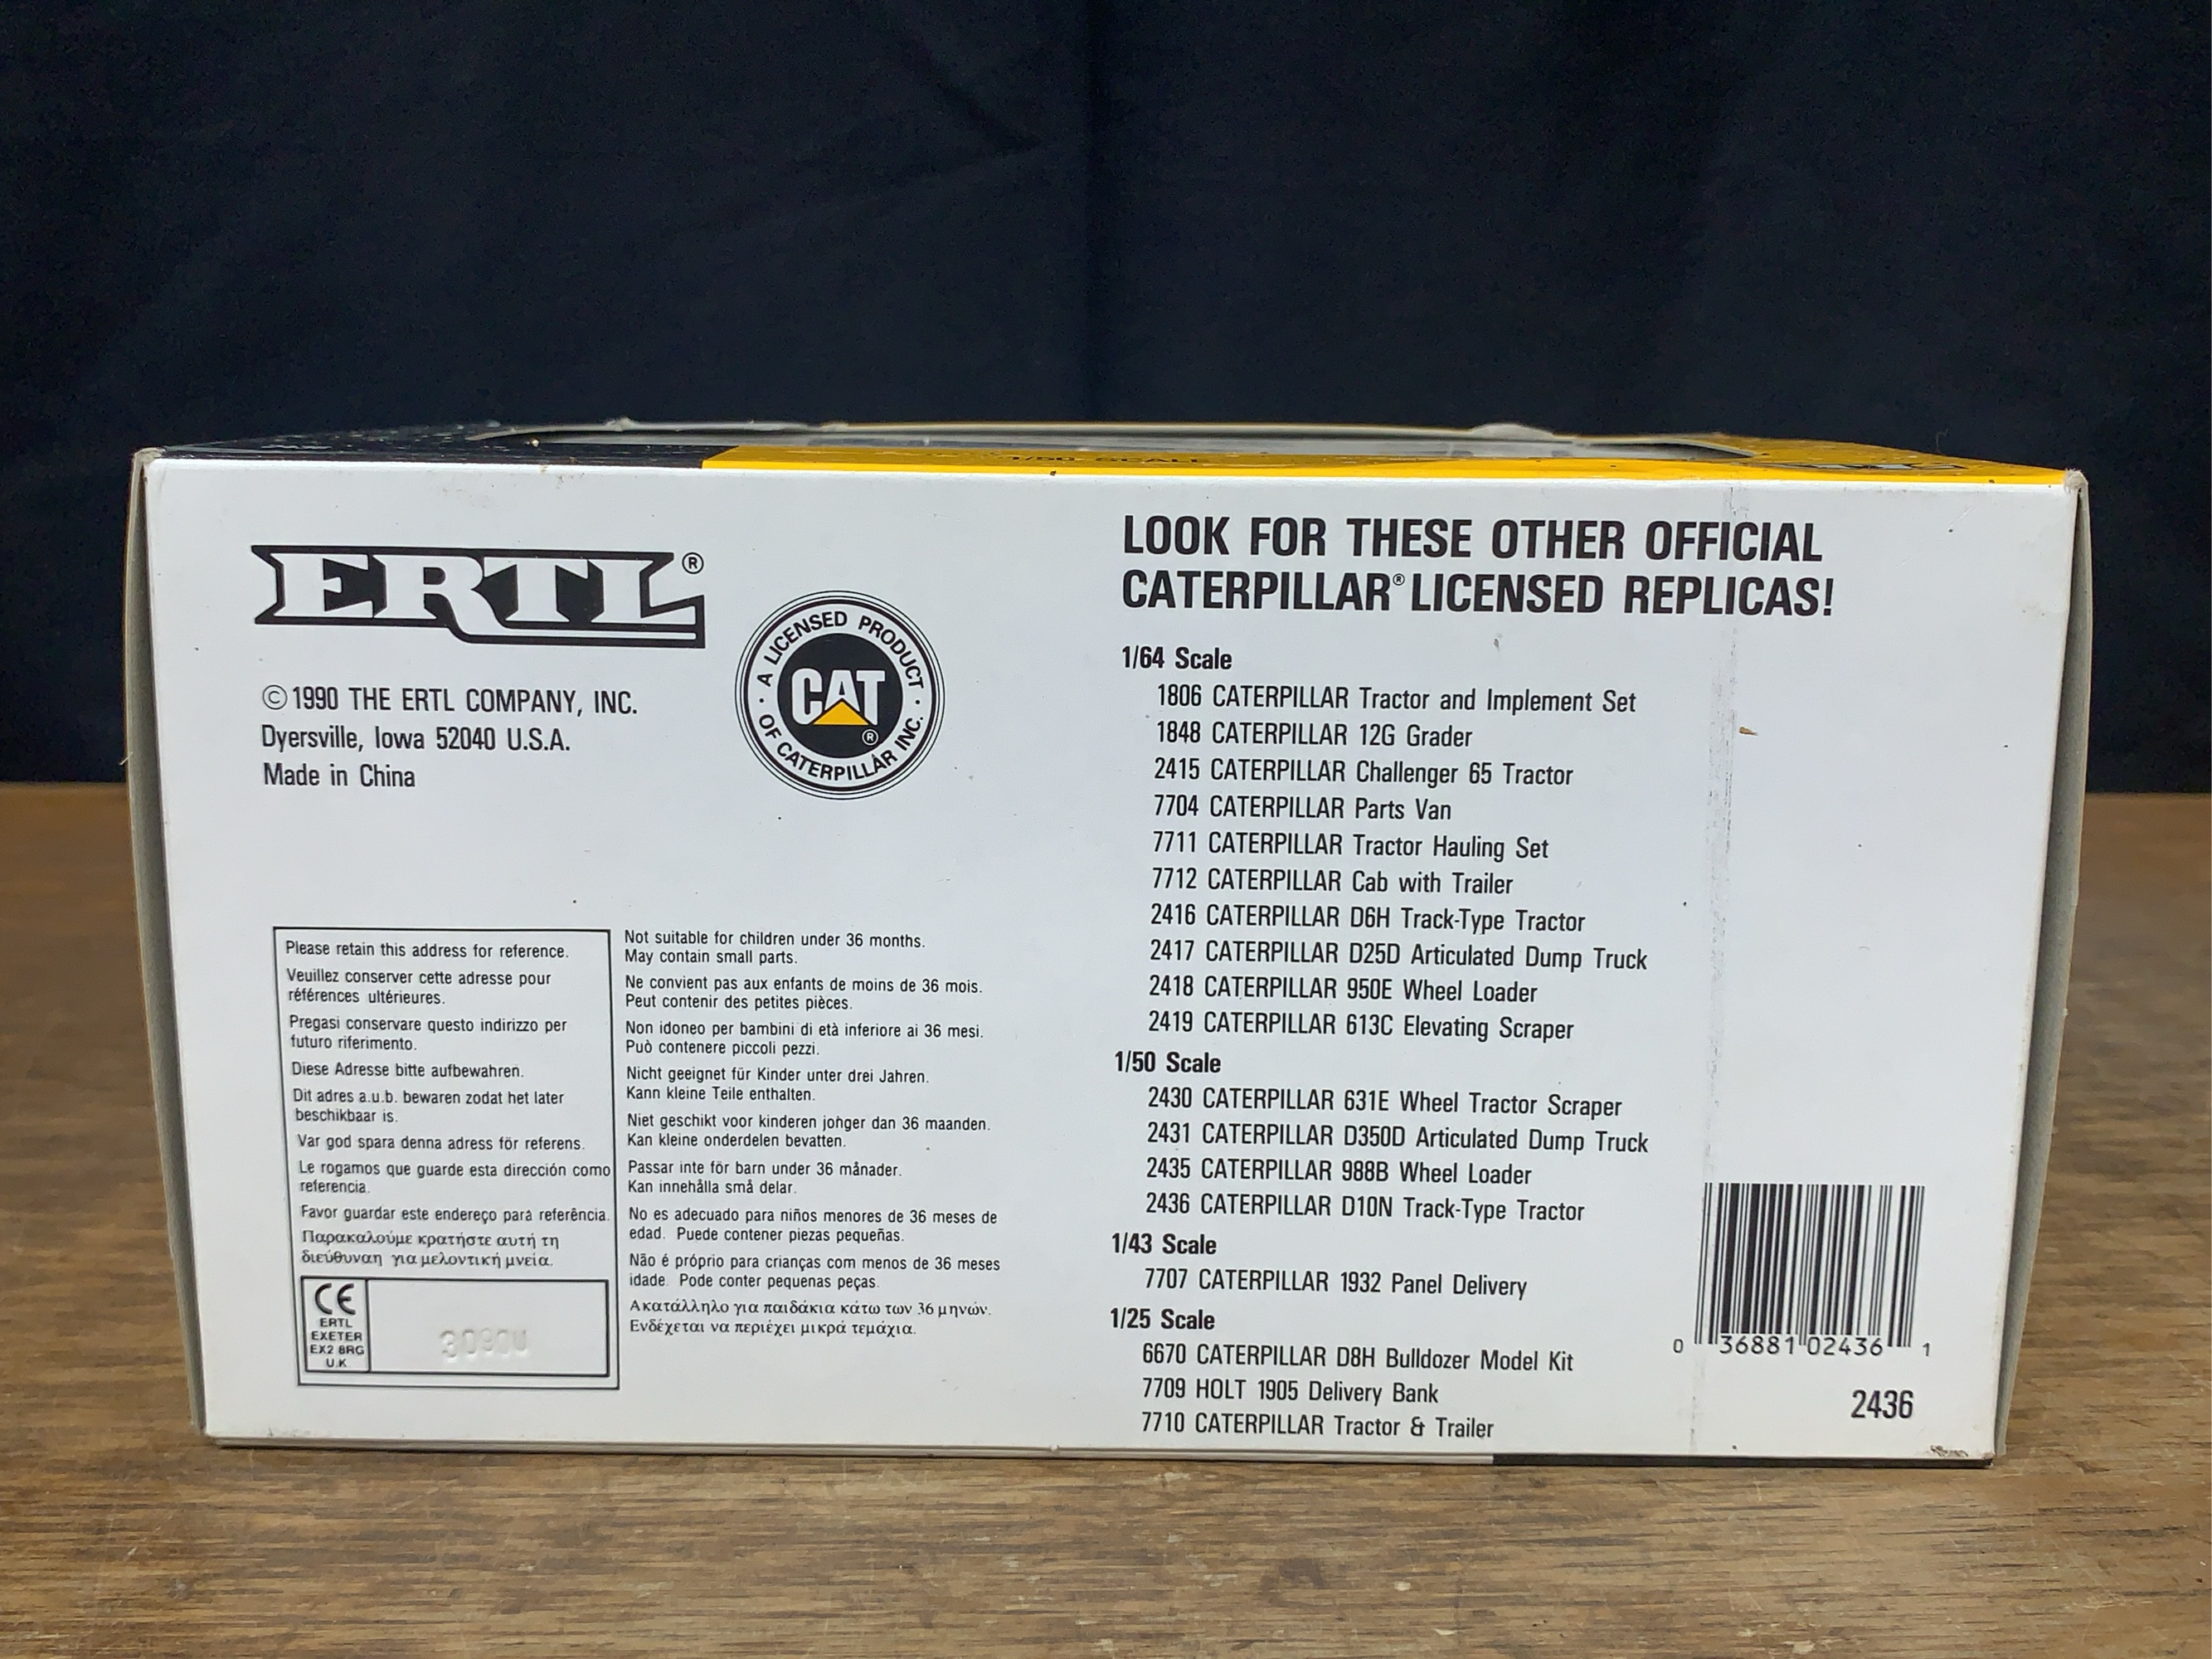 1/50 SCALE
ERTL®
© 1990 THE ERTL COMPANY, INC.
Dyersville, Iowa 52040 U.S.A.
Made in China
· A LICENSED PRODUCT ·
OF CATERPILLAR INC.
CAT®
Please retain this address for reference.
Veuillez conserver cette adresse pour
références ultérieures.
Pregasi conservare questo indirizzo per
futuro riferimento.
Diese Adresse bitte aufbewahren.
Dit adres a.u.b. bewaren zodat het later
beschikbaar is.
Var god spara denna adress för referens.
Le rogamos que guarde esta dirección como
referencia.
Favor guardar este endereço pará referência.
Παρακαλούμε κρατήστε αυτή τη
διεύθυναη για μελοντική μνεία.
CE
ERTL
EXETER
EX2 8RG
U.K
3090U
Not suitable for children under 36 months.
May contain small parts.
Ne convient pas aux enfants de moins de 36 mois.
Peut contenir des petites pièces.
Non idoneo per bambini di età inferiore ai 36 mesi.
Può contenere piccoli pezzi.
Nicht geeignet für Kinder unter drei Jahren.
Kann kleine Teile enthalten.
Niet geschikt voor kinderen jonger dan 36 maanden.
Kan kleine onderdelen bevatten.
Passar inte för barn under 36 månader.
Kan innehålla små delar.
No es adecuado para niños menores de 36 meses de
edad. Puede contener piezas pequeñas.
Não é próprio para crianças com menos de 36 meses
idade. Pode conter pequenas peças.
Ακατάλληλο για παιδάκια κάτω των 36 μηνών.
Ενδέχεται να περιέχει μικρά τεμάχια.
LOOK FOR THESE OTHER OFFICIAL
CATERPILLAR® LICENSED REPLICAS!
1/64 Scale
1806 CATERPILLAR Tractor and Implement Set
1848 CATERPILLAR 12G Grader
2415 CATERPILLAR Challenger 65 Tractor
7704 CATERPILLAR Parts Van
7711 CATERPILLAR Tractor Hauling Set
7712 CATERPILLAR Cab with Trailer
2416 CATERPILLAR D6H Track-Type Tractor
2417 CATERPILLAR D25D Articulated Dump Truck
2418 CATERPILLAR 950E Wheel Loader
2419 CATERPILLAR 613C Elevating Scraper
1/50 Scale
2430 CATERPILLAR 631E Wheel Tractor Scraper
2431 CATERPILLAR D350D Articulated Dump Truck
2435 CATERPILLAR 988B Wheel Loader
2436 CATERPILLAR D10N Track-Type Tractor
1/43 Scale
7707 CATERPILLAR 1932 Panel Delivery
1/25 Scale
6670 CATERPILLAR D8H Bulldozer Model Kit
7709 HOLT 1905 Delivery Bank
7710 CATERPILLAR Tractor & Trailer
0 36881 02436 1
2436